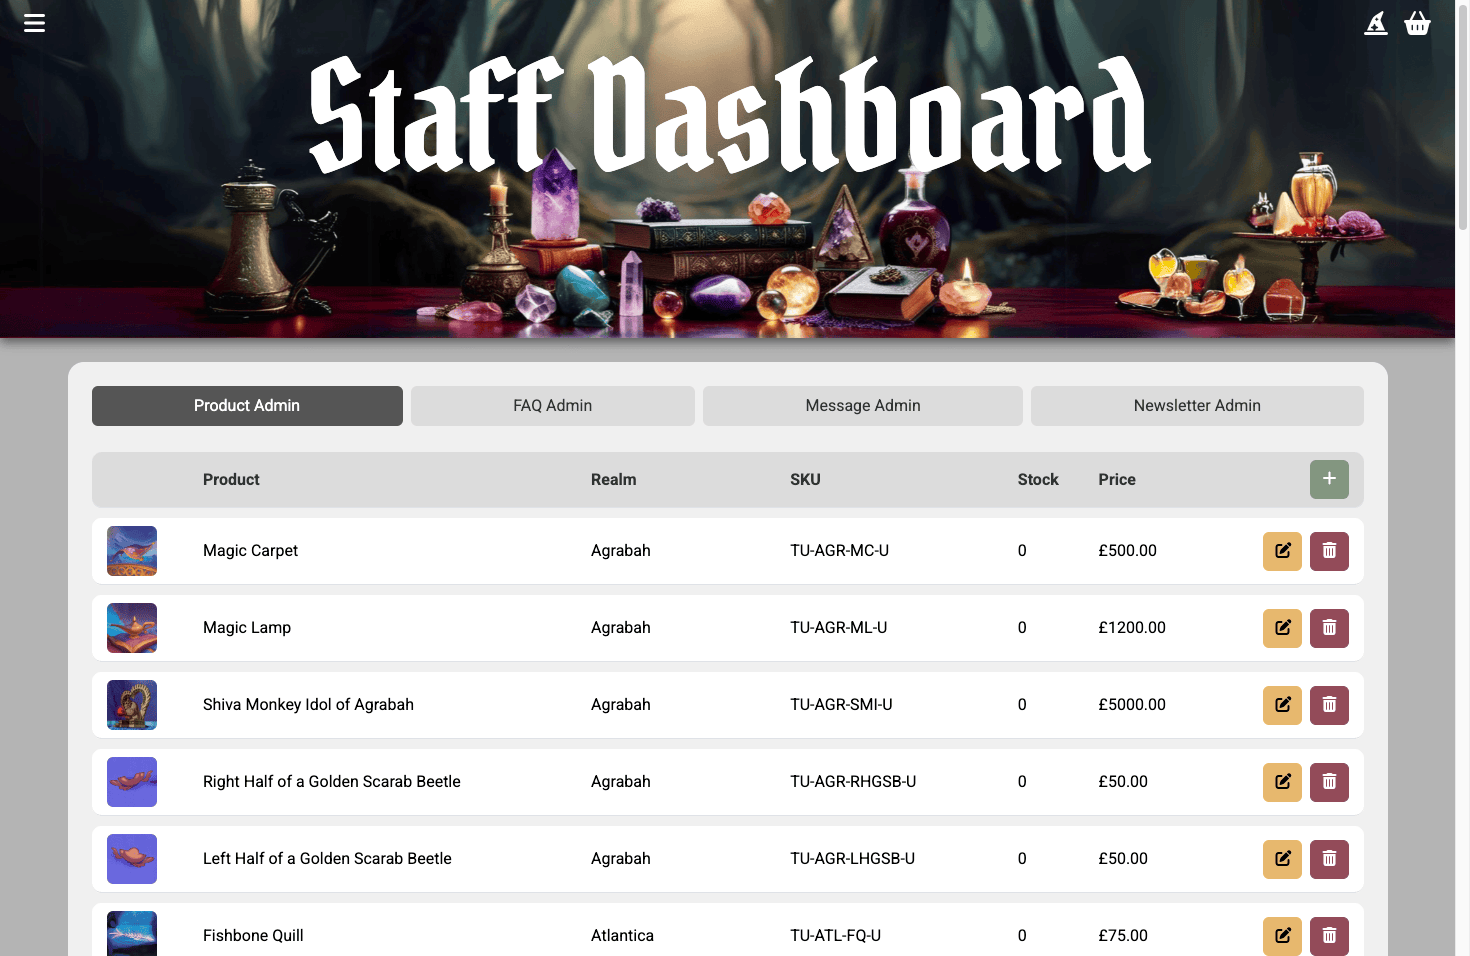 Staff Dashboard
Product Admin FAQ Admin Message Admin Newsletter Admin
Product Realm SKU Stock Price
Magic Carpet Agrabah TU-AGR-MC-U 0 £500.00
Magic Lamp Agrabah TU-AGR-ML-U 0 £1200.00
Shiva Monkey Idol of Agrabah Agrabah TU-AGR-SMI-U 0 £5000.00
Right Half of a Golden Scarab Beetle Agrabah TU-AGR-RHGSB-U 0 £50.00
Left Half of a Golden Scarab Beetle Agrabah TU-AGR-LHGSB-U 0 £50.00
Fishbone Quill Atlantica TU-ATL-FQ-U 0 £75.00